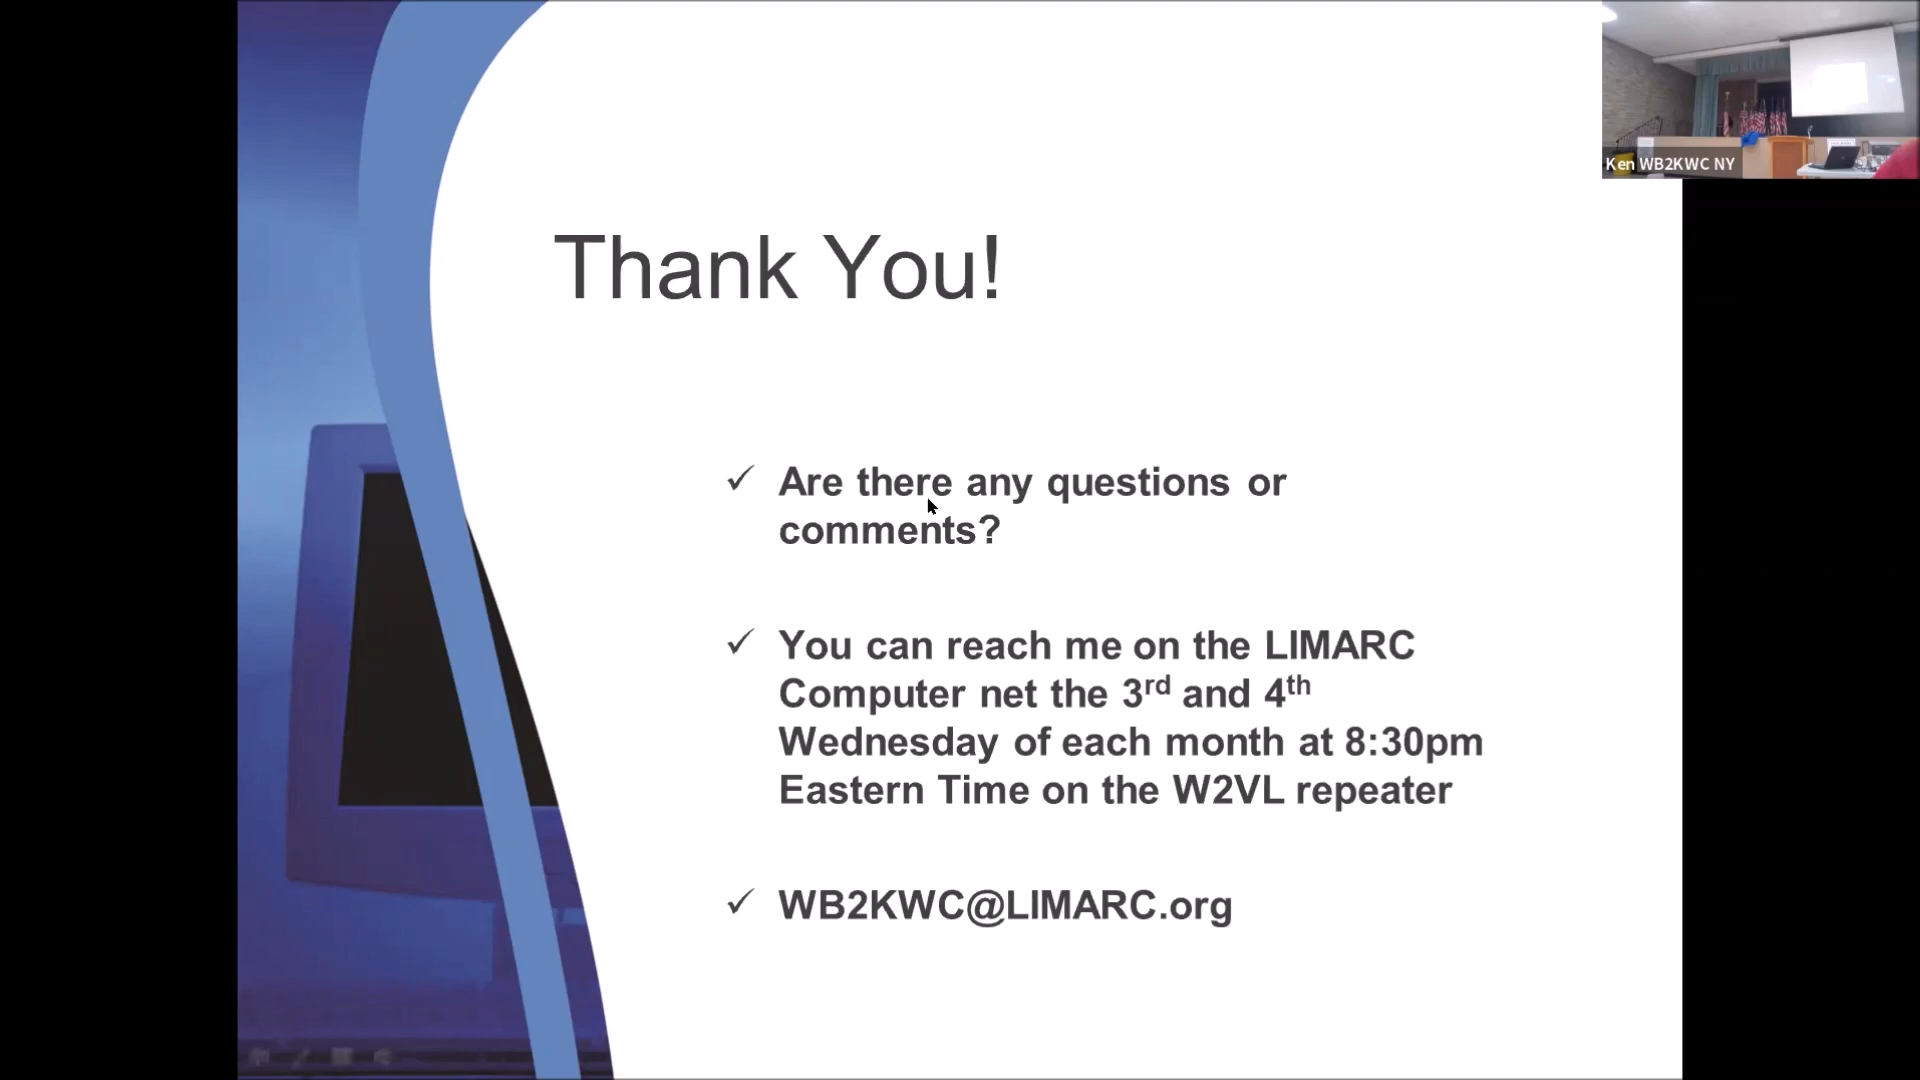 Ken WB2KWC NY
Thank You!
✓ Are there any questions or
comments?
✓ You can reach me on the LIMARC
Computer net the 3rd and 4th
Wednesday of each month at 8:30pm
Eastern Time on the W2VL repeater
✓ WB2KWC@LIMARC.org